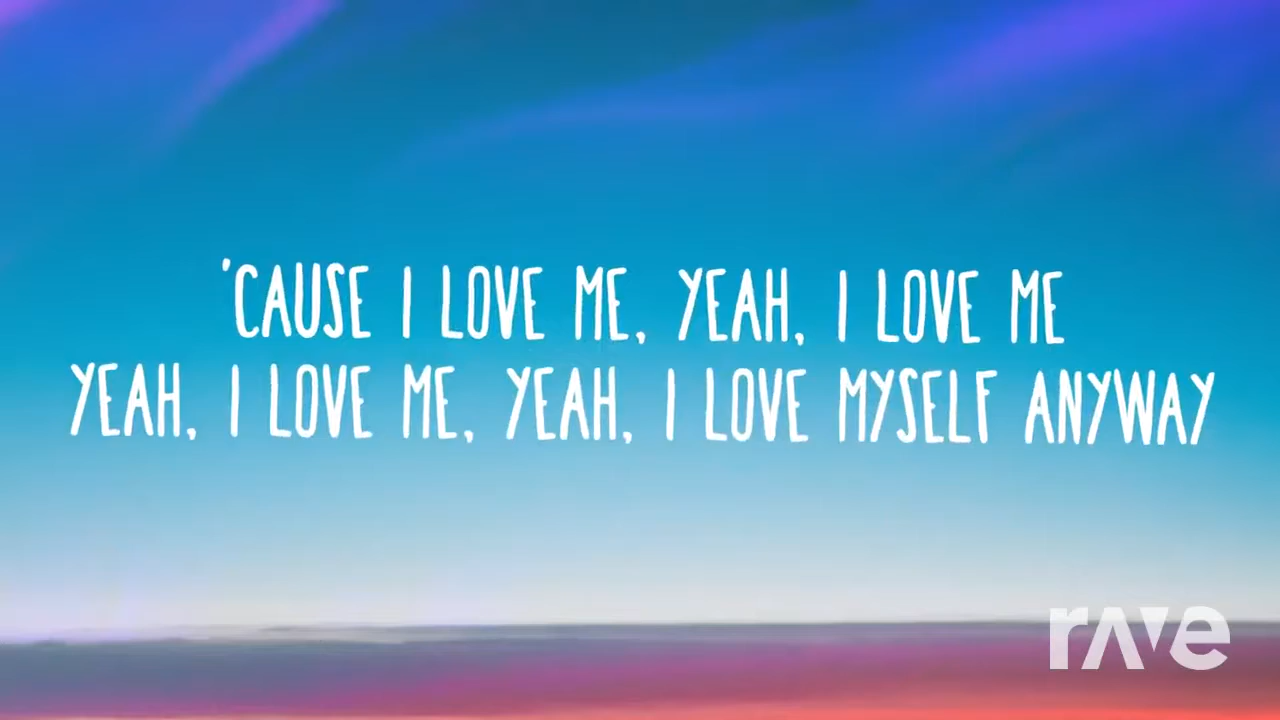 'CAUSE I LOVE ME, YEAH, I LOVE ME
YEAH, I LOVE ME, YEAH, I LOVE MYSELF ANYWAY
rave